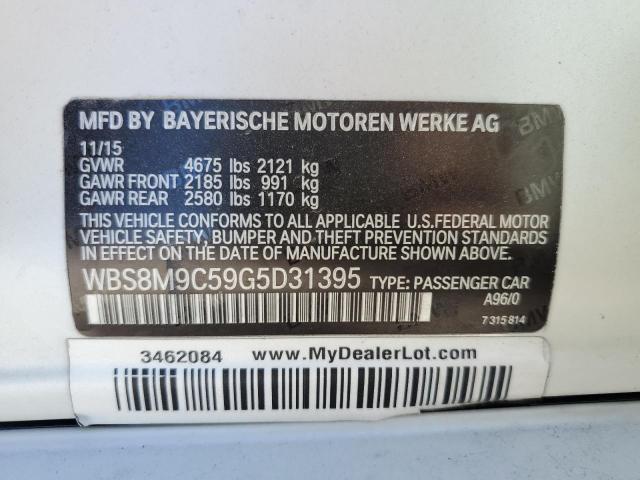 MFD BY BAYERISCHE MOTOREN WERKE AG
11/15
GVWR 4675 lbs 2121 kg
GAWR FRONT 2185 lbs 991 kg
GAWR REAR 2580 lbs 1170 kg
THIS VEHICLE CONFORMS TO ALL APPLICABLE U.S.FEDERAL MOTOR
VEHICLE SAFETY, BUMPER AND THEFT PREVENTION STANDARDS
IN EFFECT ON THE DATE OF MANUFACTURE SHOWN ABOVE.
WBS8M9C59G5D31395 TYPE: PASSENGER CAR
A96/0
7 315 814
3462084 www.MyDealerLot.com